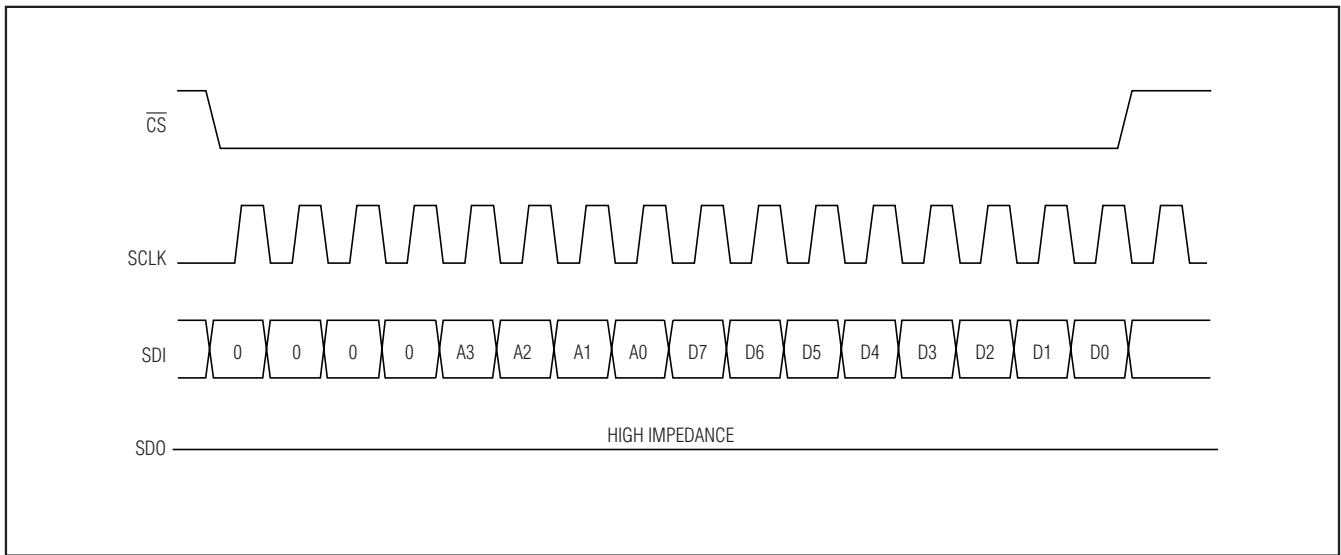 CS
SCLK
SDI 0 0 0 0 A3 A2 A1 A0 D7 D6 D5 D4 D3 D2 D1 D0
HIGH IMPEDANCE
SDO